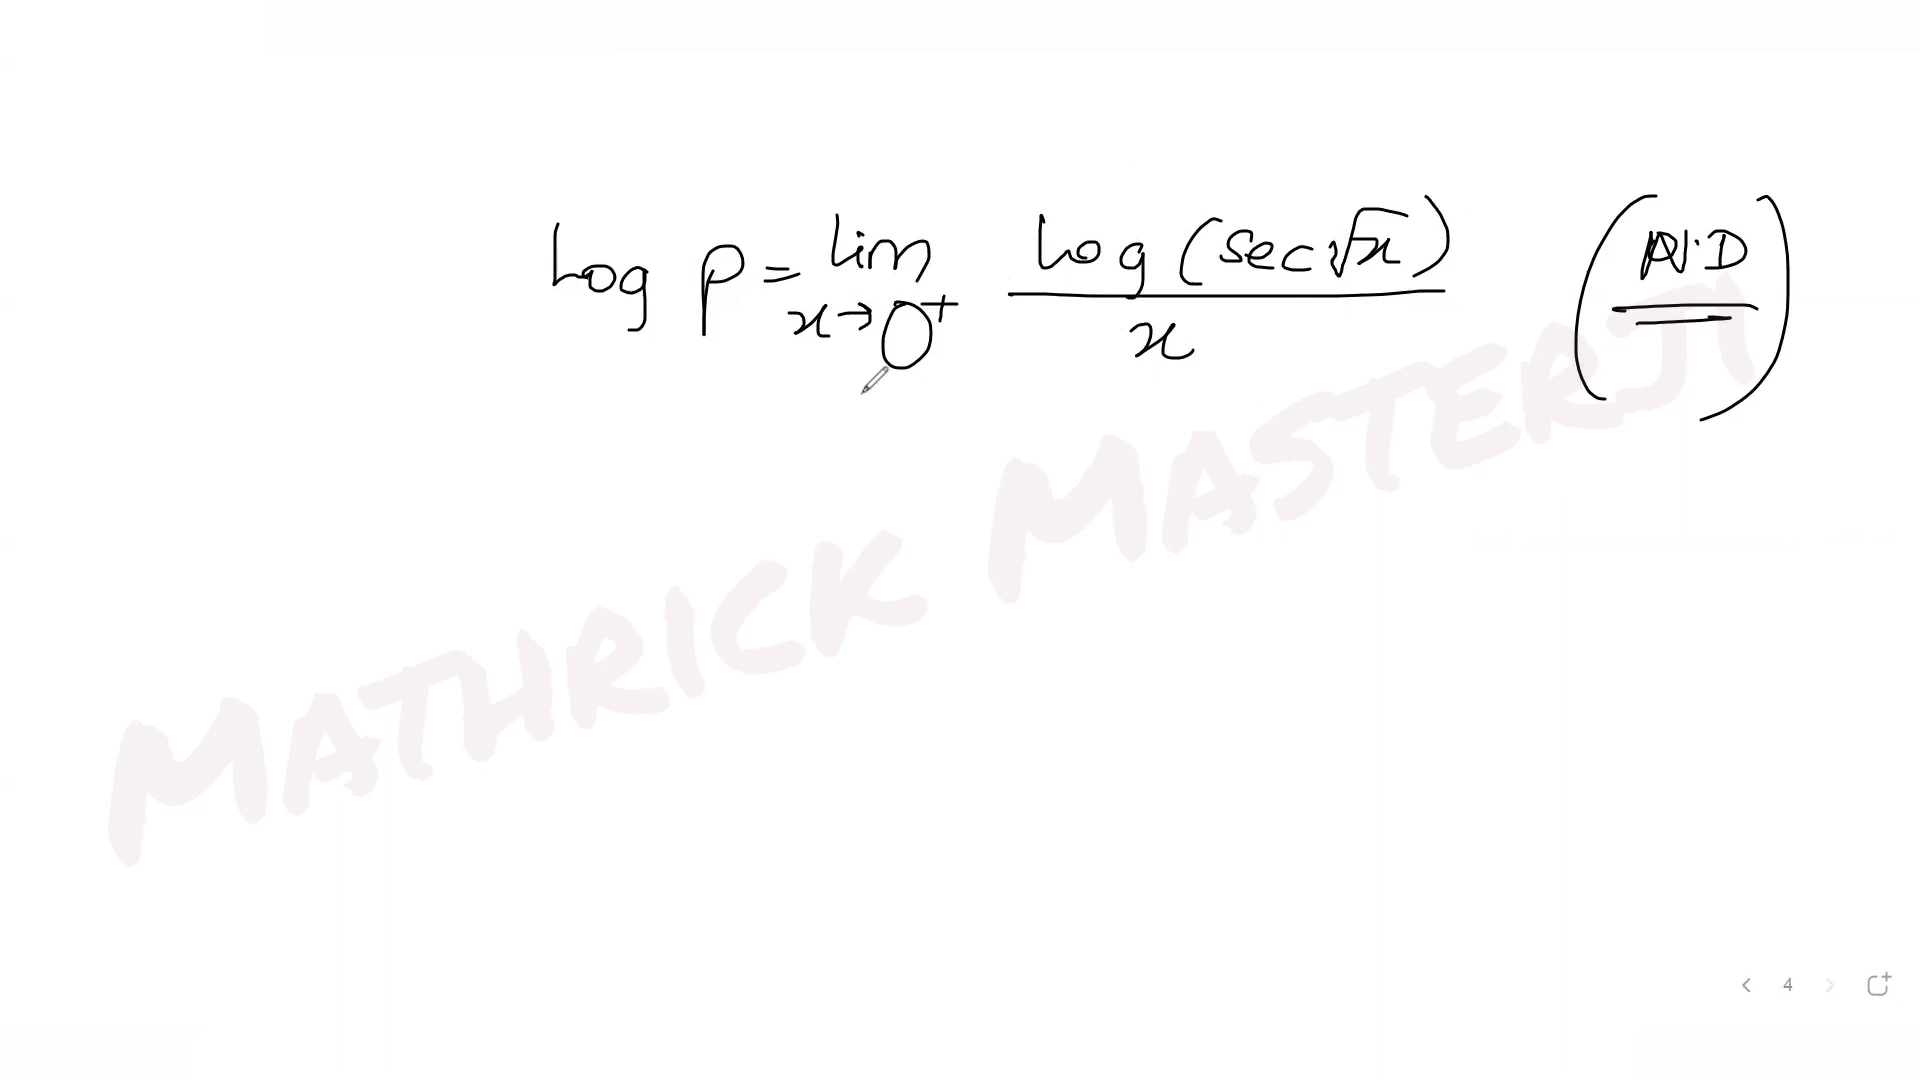 log p = lim x→0⁺ log (sec√x) / x (N.D)
MATHRICK MASTERJI
4